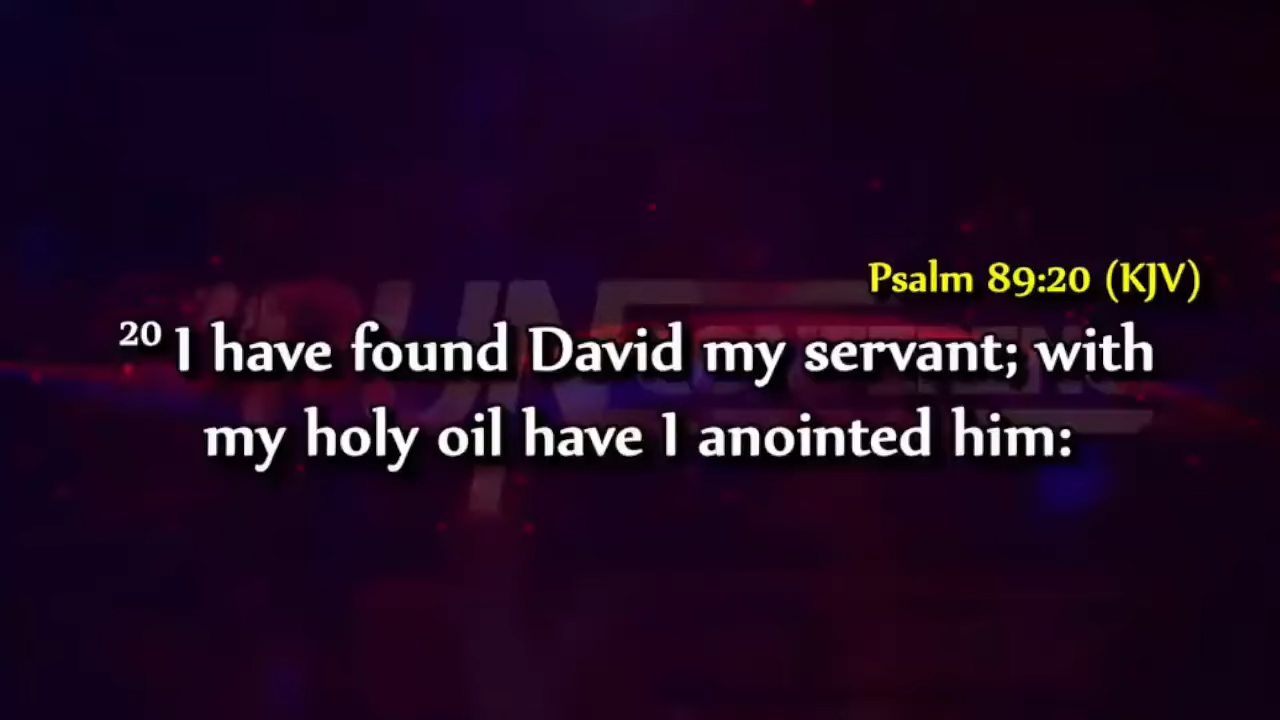 Psalm 89:20 (KJV)
20 I have found David my servant; with
my holy oil have I anointed him: